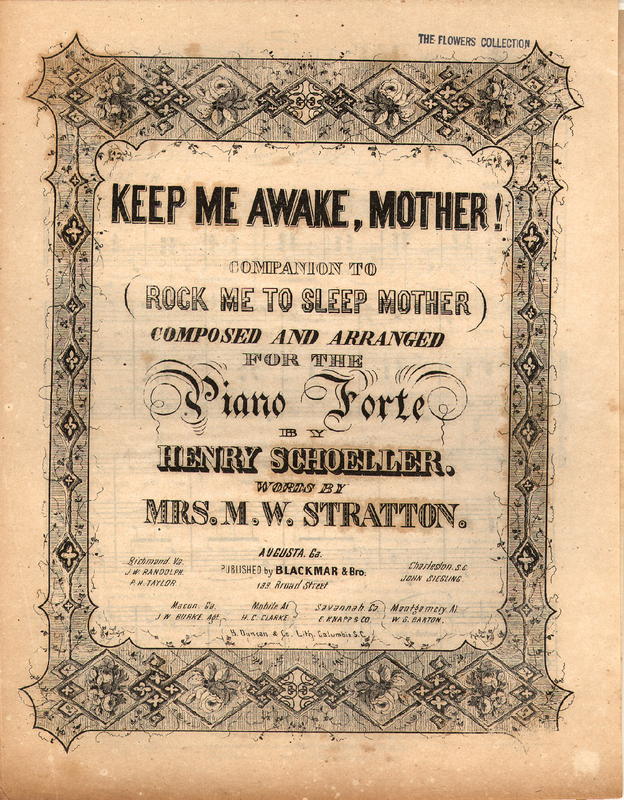 THE FLOWERS COLLECTION
KEEP ME AWAKE, MOTHER!
COMPANION TO
(ROCK ME TO SLEEP MOTHER)
COMPOSED AND ARRANGED
FOR THE
Piano Forte
BY
HENRY SCHOELLER.
WORDS BY
MRS. M. W. STRATTON.
AUGUSTA, Ga.
PUBLISHED by BLACKMAR & Bro.
199 Broad Street
Richmond, Va.
J. W. RANDOLPH.
P. H. TAYLOR
Charleston, S.C.
JOHN SIEGLING.
Macon, Ga.
J. W. BURKE, Agt.
Mobile Al
H. C. CLARKE
Savannah Ga
E. KNAPP & CO.
Montgomery Al.
W. G. BARTON.
B. Duncan & Co. Lith. Columbia S.C.